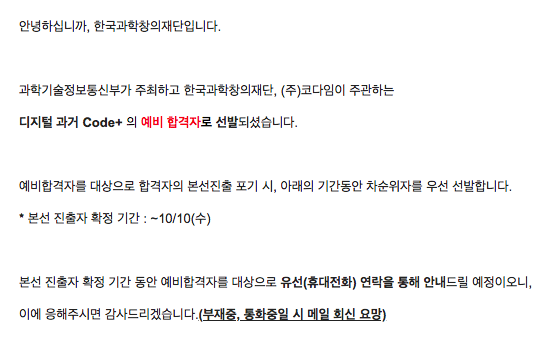 안녕하십니까, 한국과학창의재단입니다.
과학기술정보통신부가 주최하고 한국과학창의재단, (주)코다임이 주관하는
디지털 과거 Code+ 의 예비 합격자로 선발되셨습니다.
예비합격자를 대상으로 합격자의 본선진출 포기 시, 아래의 기간동안 차순위자를 우선 선발합니다.
* 본선 진출자 확정 기간 : ~10/10(수)
본선 진출자 확정 기간 동안 예비합격자를 대상으로 유선(휴대전화) 연락을 통해 안내드릴 예정이오니,
이에 응해주시면 감사드리겠습니다.(부재중, 통화중일 시 메일 회신 요망)